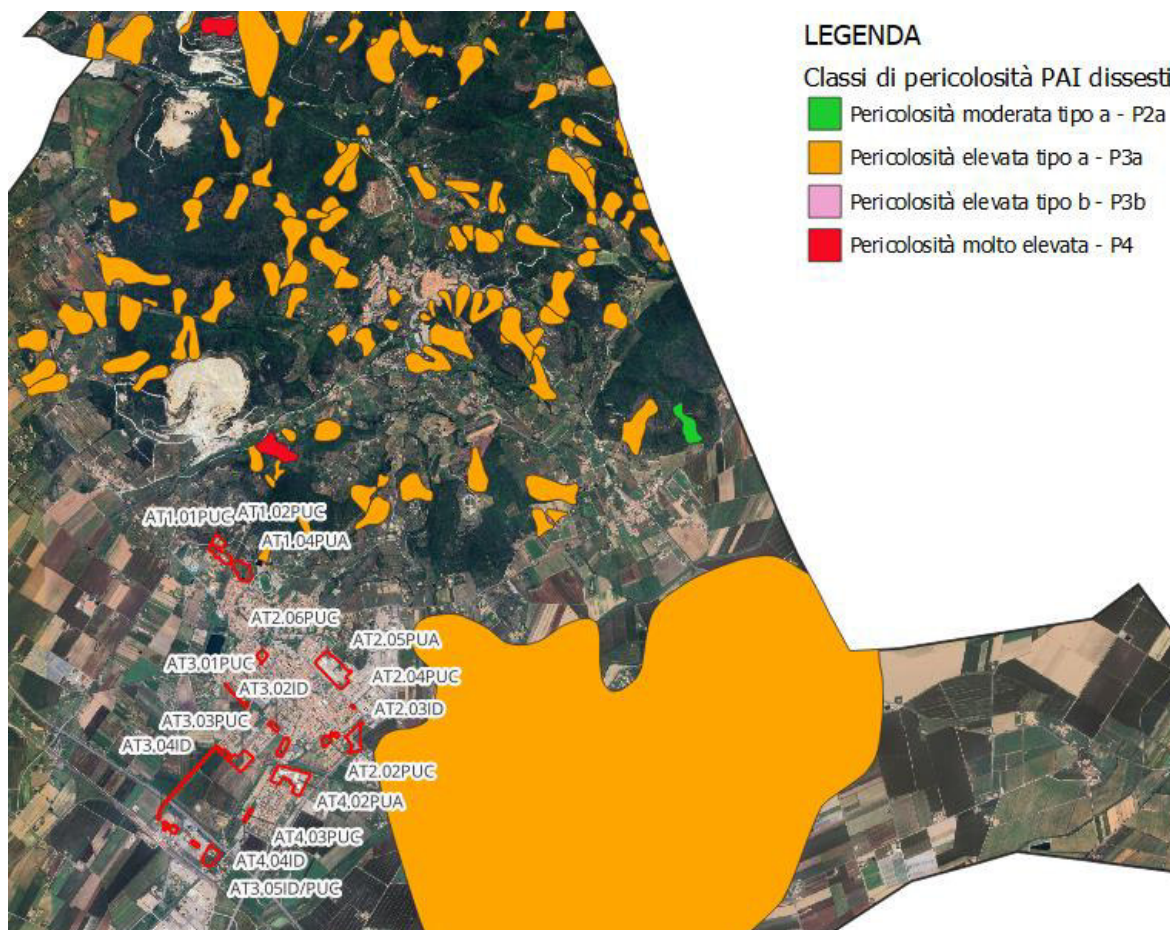 LEGENDA
Classi di pericolosità PAI dissesti
Pericolosità moderata tipo a - P2a
Pericolosità elevata tipo a - P3a
Pericolosità elevata tipo b - P3b
Pericolosità molto elevata - P4
AT1.01PUC
AT1.02PUC
AT1.04PUA
AT2.06PUC
AT2.05PUA
AT3.01PUC
AT2.04PUC
AT3.02ID
AT2.03ID
AT3.03PUC
AT3.04ID
AT2.02PUC
AT4.02PUA
AT4.03PUC
AT4.04ID
AT3.05ID/PUC